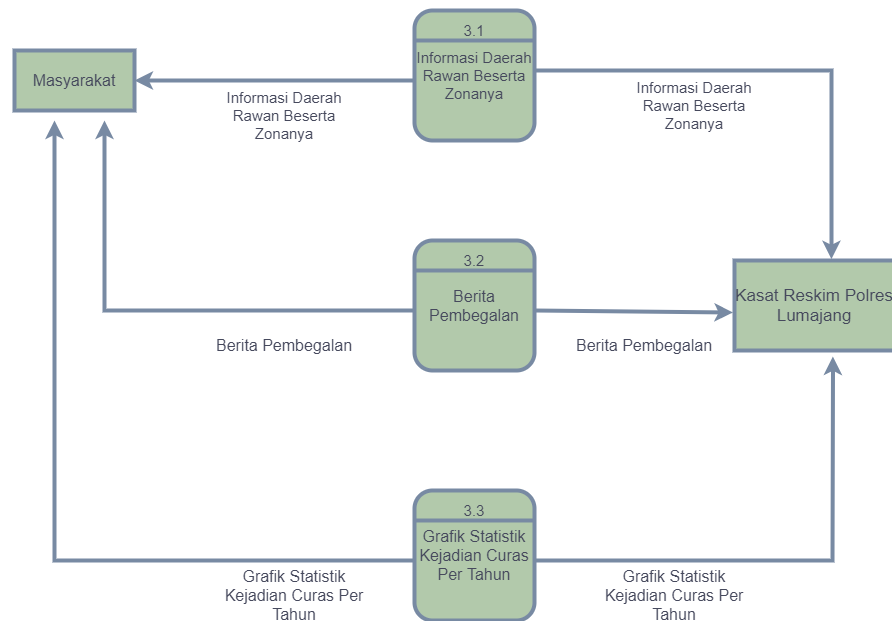 3.1
Informasi Daerah
Rawan Beserta
Zonanya
Masyarakat
Informasi Daerah
Rawan Beserta
Zonanya
Informasi Daerah
Rawan Beserta
Zonanya
3.2
Berita
Pembegalan
Kasat Reskim Polres
Lumajang
Berita Pembegalan
Berita Pembegalan
3.3
Grafik Statistik
Kejadian Curas
Per Tahun
Grafik Statistik
Kejadian Curas Per
Tahun
Grafik Statistik
Kejadian Curas Per
Tahun